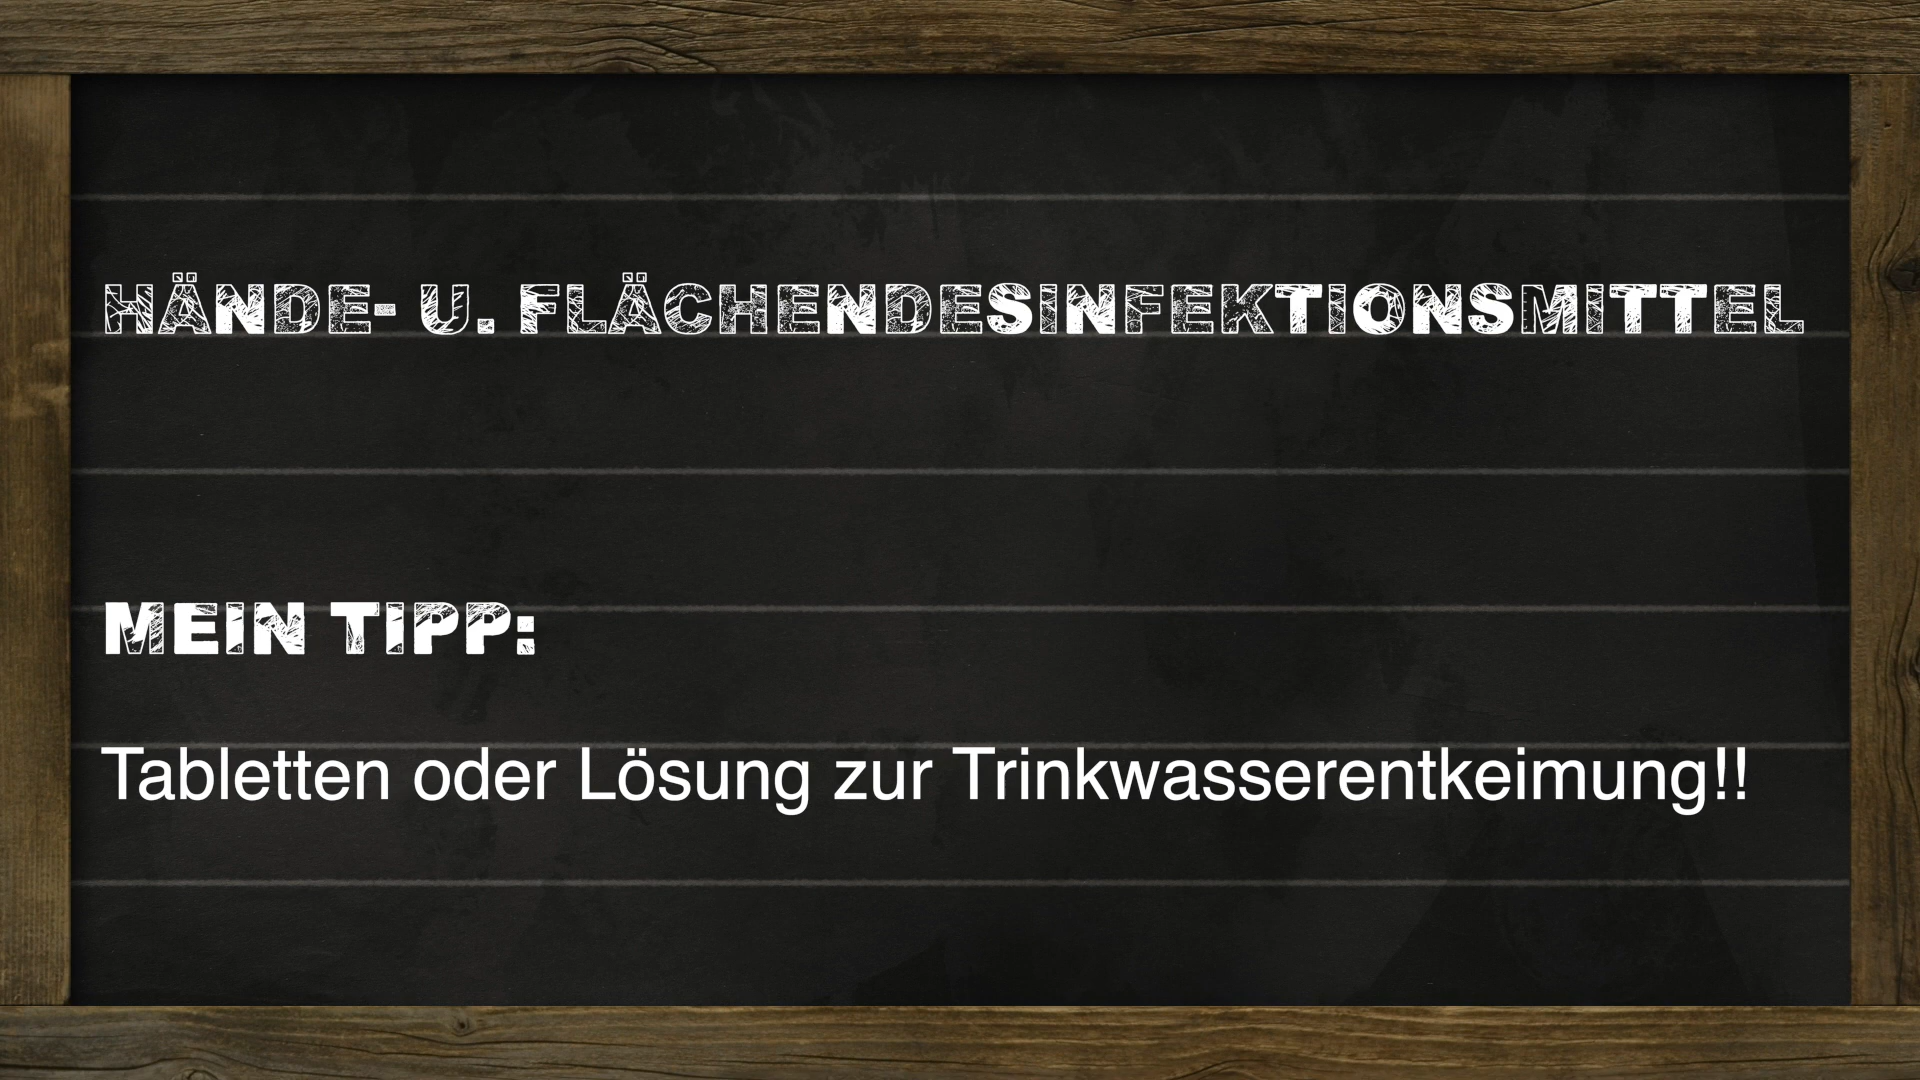 HÄNDE- U. FLÄCHENDESINFEKTIONSMITTEL
MEIN TIPP:
Tabletten oder Lösung zur Trinkwasserentkeimung!!